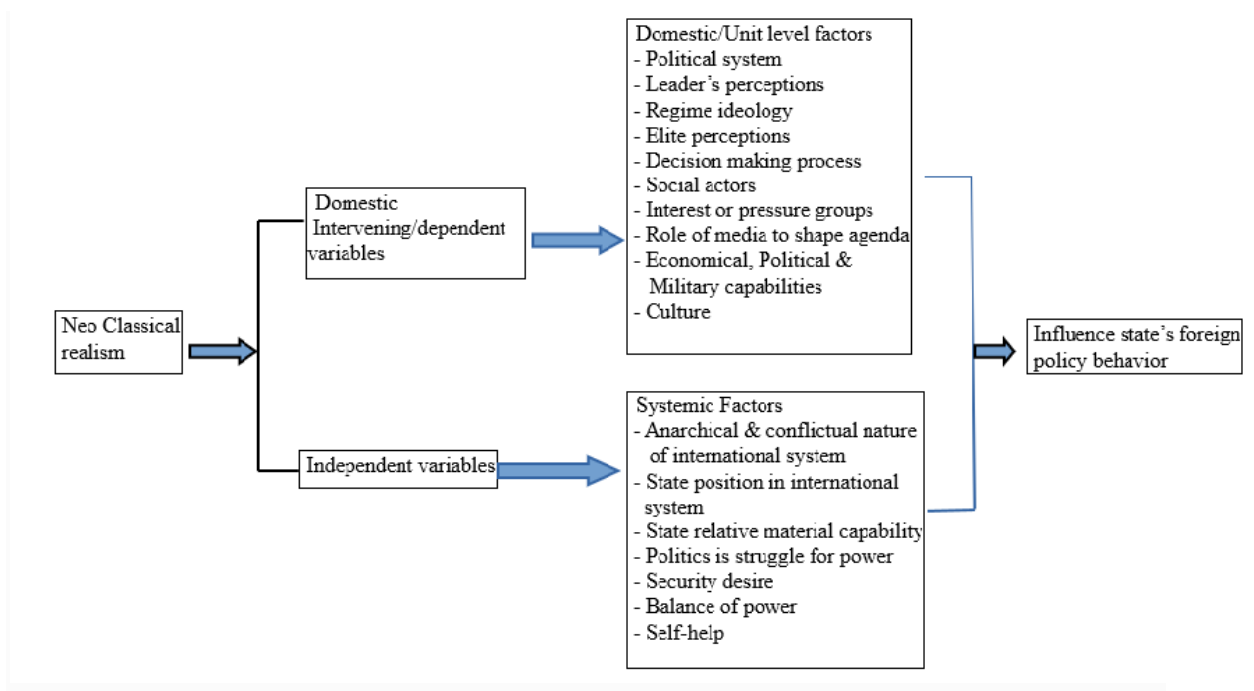 Neo Classical
realism
Domestic
Intervening/dependent
variables
Independent variables
Domestic/Unit level factors
- Political system
- Leader's perceptions
- Regime ideology
- Elite perceptions
- Decision making process
- Social actors
- Interest or pressure groups
- Role of media to shape agenda
- Economical, Political &
Military capabilities
- Culture
Systemic Factors
- Anarchical & conflictual nature
of international system
- State position in international
system
- State relative material capability
- Politics is struggle for power
- Security desire
- Balance of power
- Self-help
Influence state's foreign
policy behavior